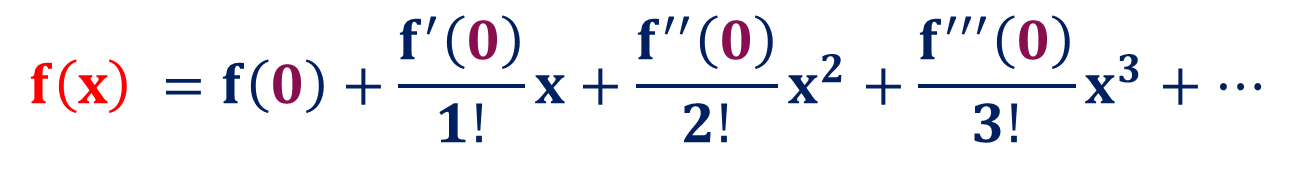 f(x) = f(0) + f′(0)/1! x + f′′(0)/2! x² + f′′′(0)/3! x³ + ⋯